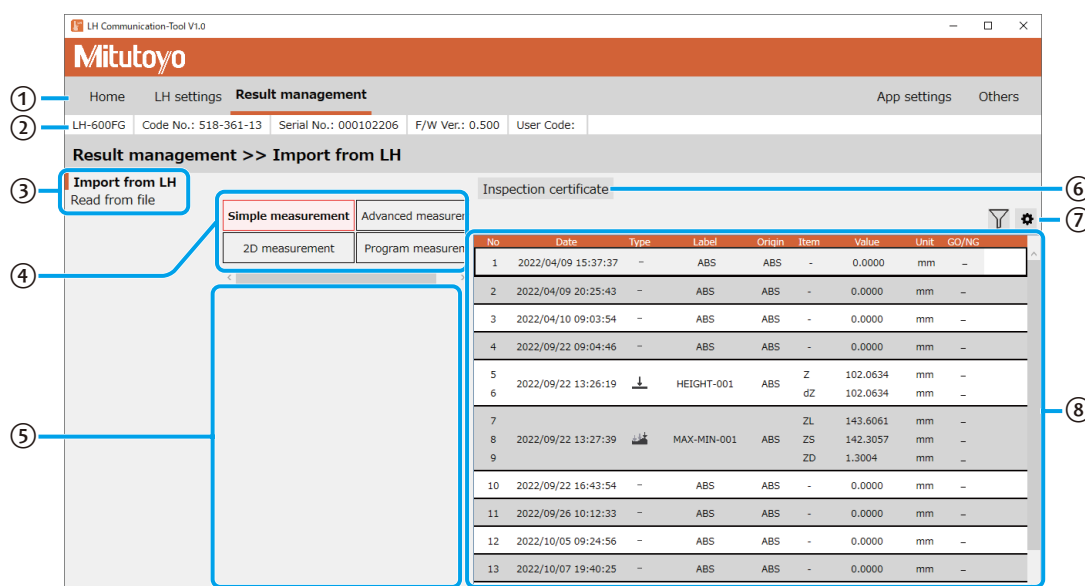 LH Communication-Tool V1.0
Mitutoyo
① Home LH settings Result management App settings Others
② LH-600FG Code No.: 518-361-13 Serial No.: 000102206 F/W Ver.: 0.500 User Code:
Result management >> Import from LH
③ Import from LH
Read from file
Inspection certificate ⑥
⑦
④ Simple measurement Advanced measurer
2D measurement Program measuren
⑤
⑧
No Date Type Label Origin Item Value Unit GO/NG
1 2022/04/09 15:37:37 – ABS ABS - 0.0000 mm –
2 2022/04/09 20:25:43 – ABS ABS - 0.0000 mm –
3 2022/04/10 09:03:54 – ABS ABS - 0.0000 mm –
4 2022/09/22 09:04:46 – ABS ABS - 0.0000 mm –
5 2022/09/22 13:26:19 HEIGHT-001 ABS Z 102.0634 mm –
6 dZ 102.0634 mm –
7 ZL 143.6061 mm –
8 2022/09/22 13:27:39 MAX-MIN-001 ABS ZS 142.3057 mm –
9 ZD 1.3004 mm –
10 2022/09/22 16:43:54 – ABS ABS - 0.0000 mm –
11 2022/09/26 10:12:33 – ABS ABS - 0.0000 mm –
12 2022/10/05 09:24:56 – ABS ABS - 0.0000 mm –
13 2022/10/07 19:40:25 – ABS ABS - 0.0000 mm –